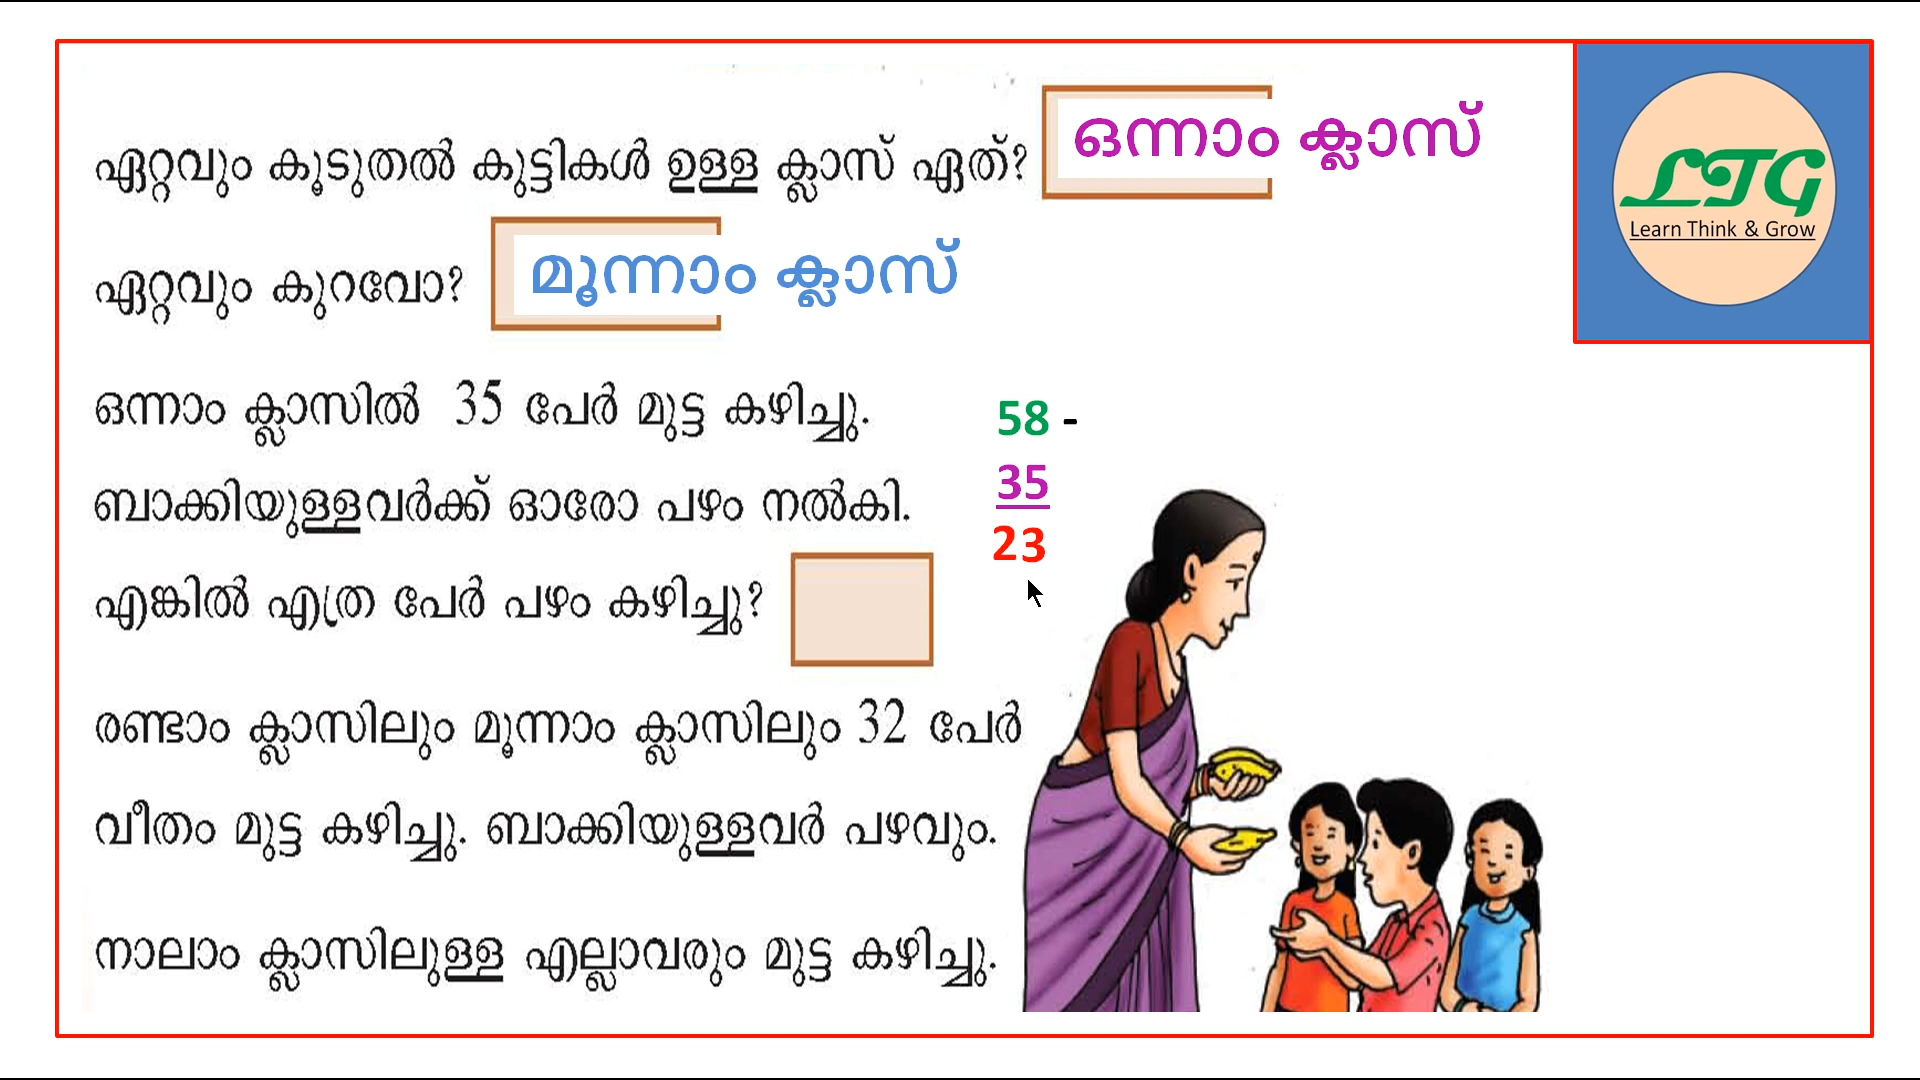 ഏറ്റവും കൂടുതൽ കുട്ടികൾ ഉള്ള ക്ലാസ് ഏത്? ഒന്നാം ക്ലാസ്
ഏറ്റവും കുറവോ? മൂന്നാം ക്ലാസ്
ഒന്നാം ക്ലാസിൽ 35 പേർ മുട്ട കഴിച്ചു.
ബാക്കിയുള്ളവർക്ക് ഓരോ പഴം നൽകി.
എങ്കിൽ എത്ര പേർ പഴം കഴിച്ചു?
58 -
35
23
രണ്ടാം ക്ലാസിലും മൂന്നാം ക്ലാസിലും 32 പേർ
വീതം മുട്ട കഴിച്ചു. ബാക്കിയുള്ളവർ പഴവും.
നാലാം ക്ലാസിലുള്ള എല്ലാവരും മുട്ട കഴിച്ചു.
LTG
Learn Think & Grow